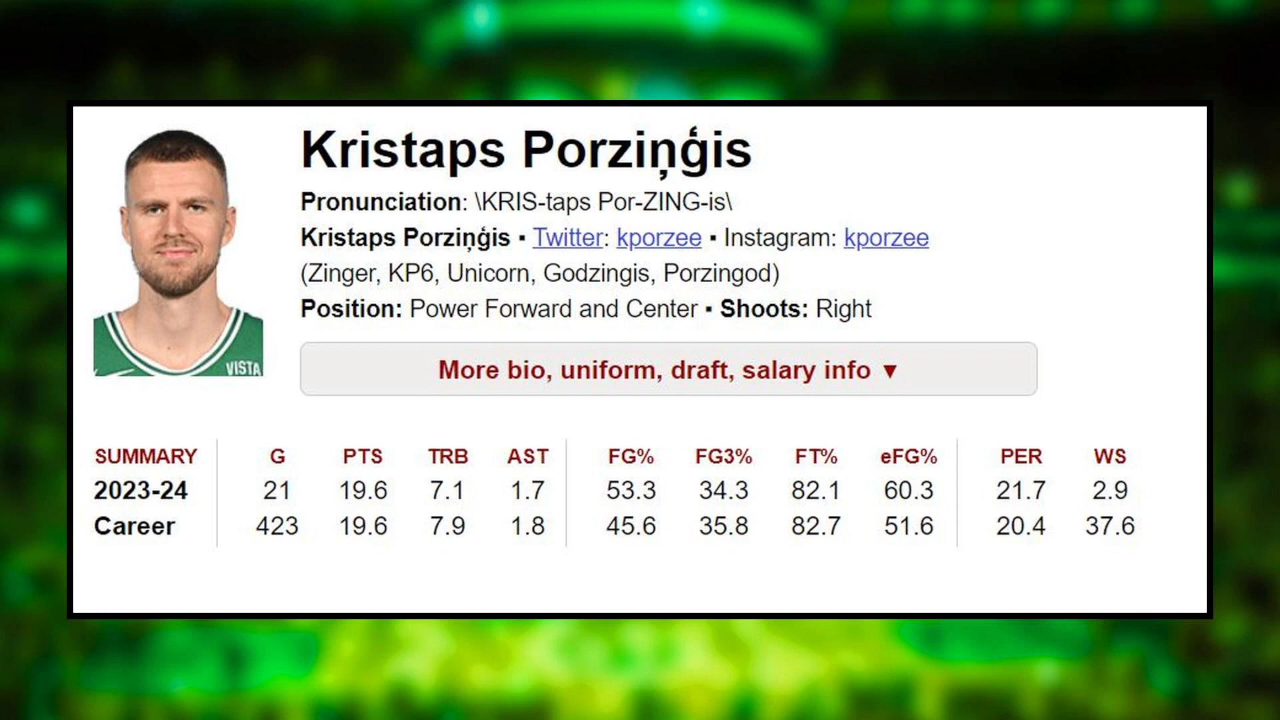 Kristaps Porziņģis
Pronunciation: \KRIS-taps Por-ZING-is\
Kristaps Porziņģis ▪ Twitter: kporzee ▪ Instagram: kporzee
(Zinger, KP6, Unicorn, Godzingis, Porzingod)
Position: Power Forward and Center ▪ Shoots: Right
VISTA
More bio, uniform, draft, salary info ▼
SUMMARY G PTS TRB AST FG% FG3% FT% eFG% PER WS
2023-24 21 19.6 7.1 1.7 53.3 34.3 82.1 60.3 21.7 2.9
Career 423 19.6 7.9 1.8 45.6 35.8 82.7 51.6 20.4 37.6